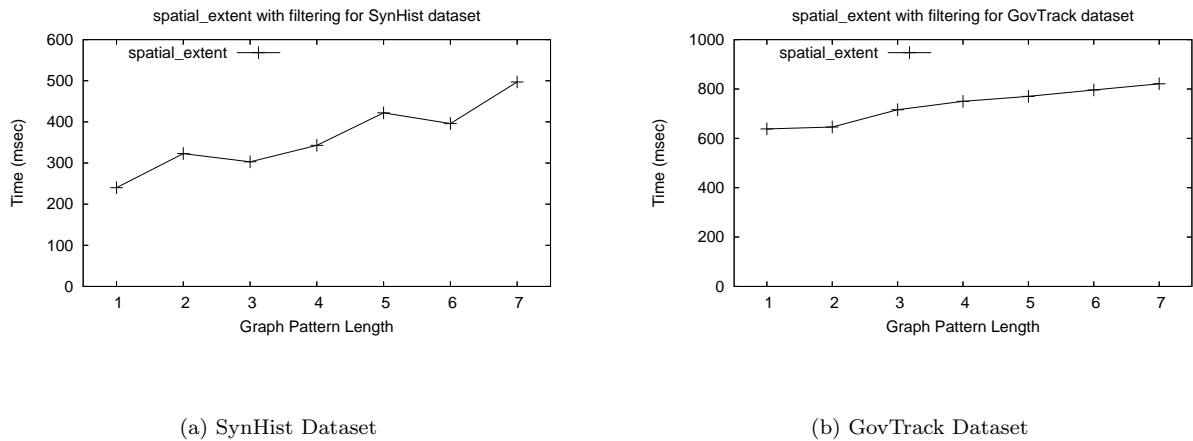 spatial_extent with filtering for SynHist dataset
600
500
400
300
200
100
0
Time (msec)
spatial_extent
1 2 3 4 5 6 7
Graph Pattern Length
(a) SynHist Dataset
spatial_extent with filtering for GovTrack dataset
1000
800
600
400
200
0
Time (msec)
spatial_extent
1 2 3 4 5 6 7
Graph Pattern Length
(b) GovTrack Dataset